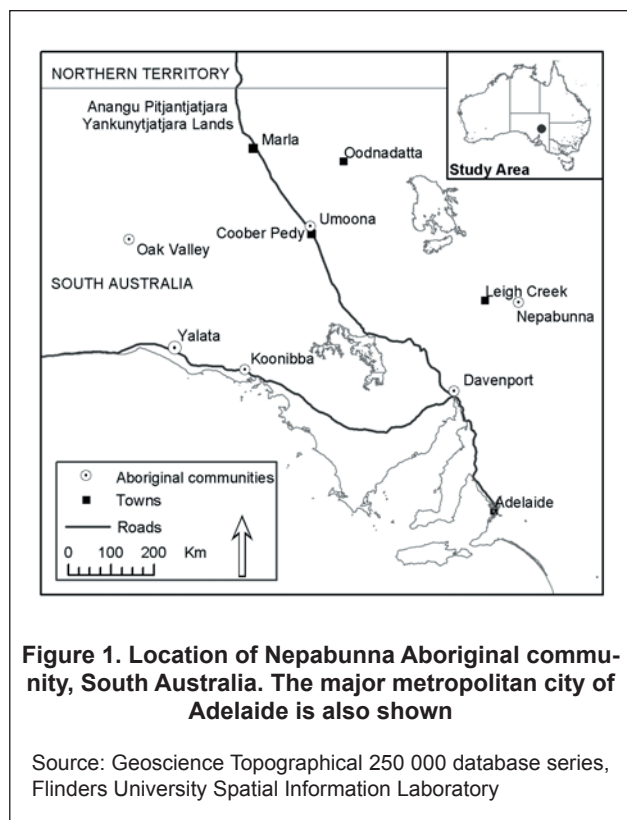 NORTHERN TERRITORY
Anangu Pitjantjatjara
Yankunytjatjara Lands
Marla
Oodnadatta
Study Area
Umoona
Coober Pedy
Oak Valley
SOUTH AUSTRALIA
Leigh Creek
Nepabunna
Yalata
Koonibba
Davenport
Aboriginal communities
Towns
Roads
0 100 200 Km
Adelaide
Figure 1. Location of Nepabunna Aboriginal commu-
nity, South Australia. The major metropolitan city of
Adelaide is also shown
Source: Geoscience Topographical 250 000 database series,
Flinders University Spatial Information Laboratory